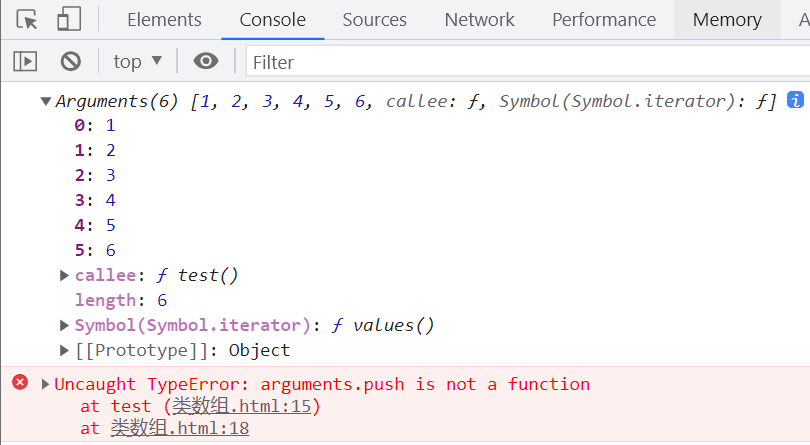 Elements Console Sources Network Performance Memory A
top ▼ Filter
▼Arguments(6) [1, 2, 3, 4, 5, 6, callee: ƒ, Symbol(Symbol.iterator): ƒ] i
0: 1
1: 2
2: 3
3: 4
4: 5
5: 6
▶callee: ƒ test()
length: 6
▶Symbol(Symbol.iterator): ƒ values()
▶[[Prototype]]: Object
▶Uncaught TypeError: arguments.push is not a function
at test (类数组.html:15)
at 类数组.html:18